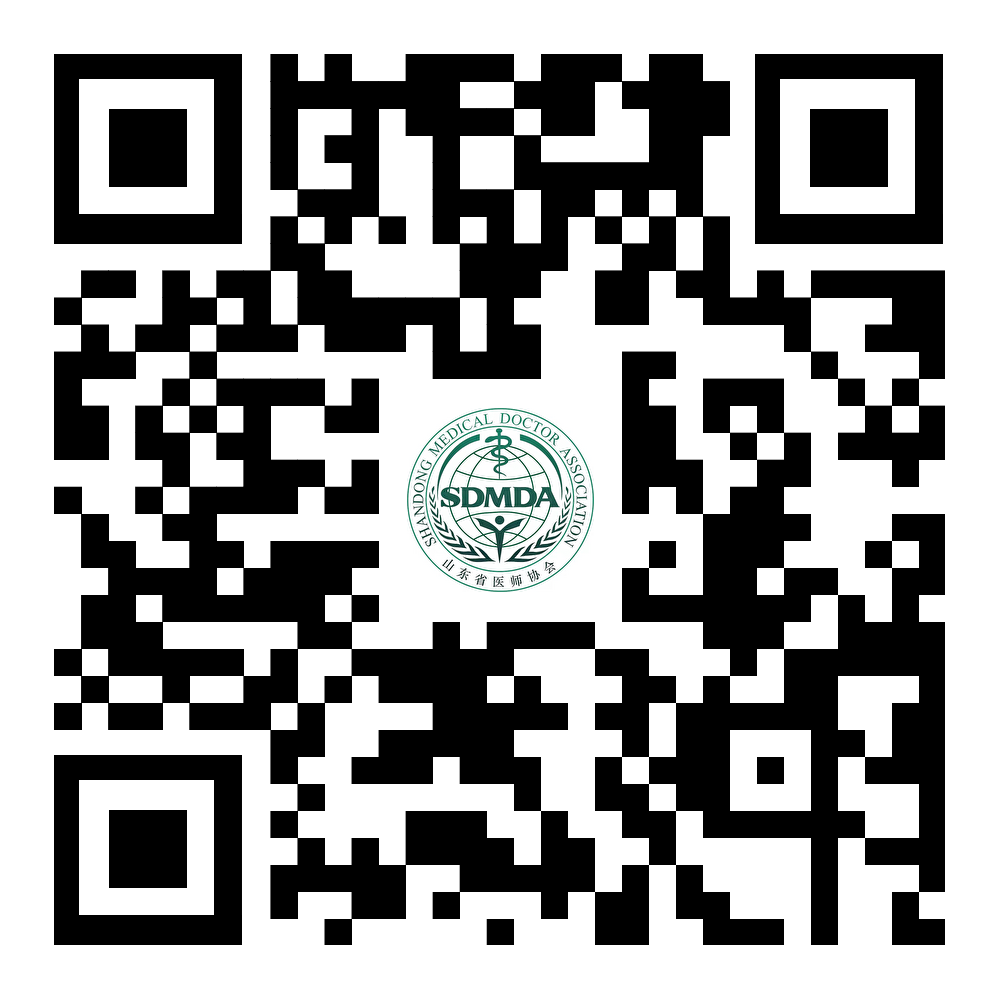 SHANDONG MEDICAL DOCTOR ASSOCIATION
SDMDA
山东省医师协会